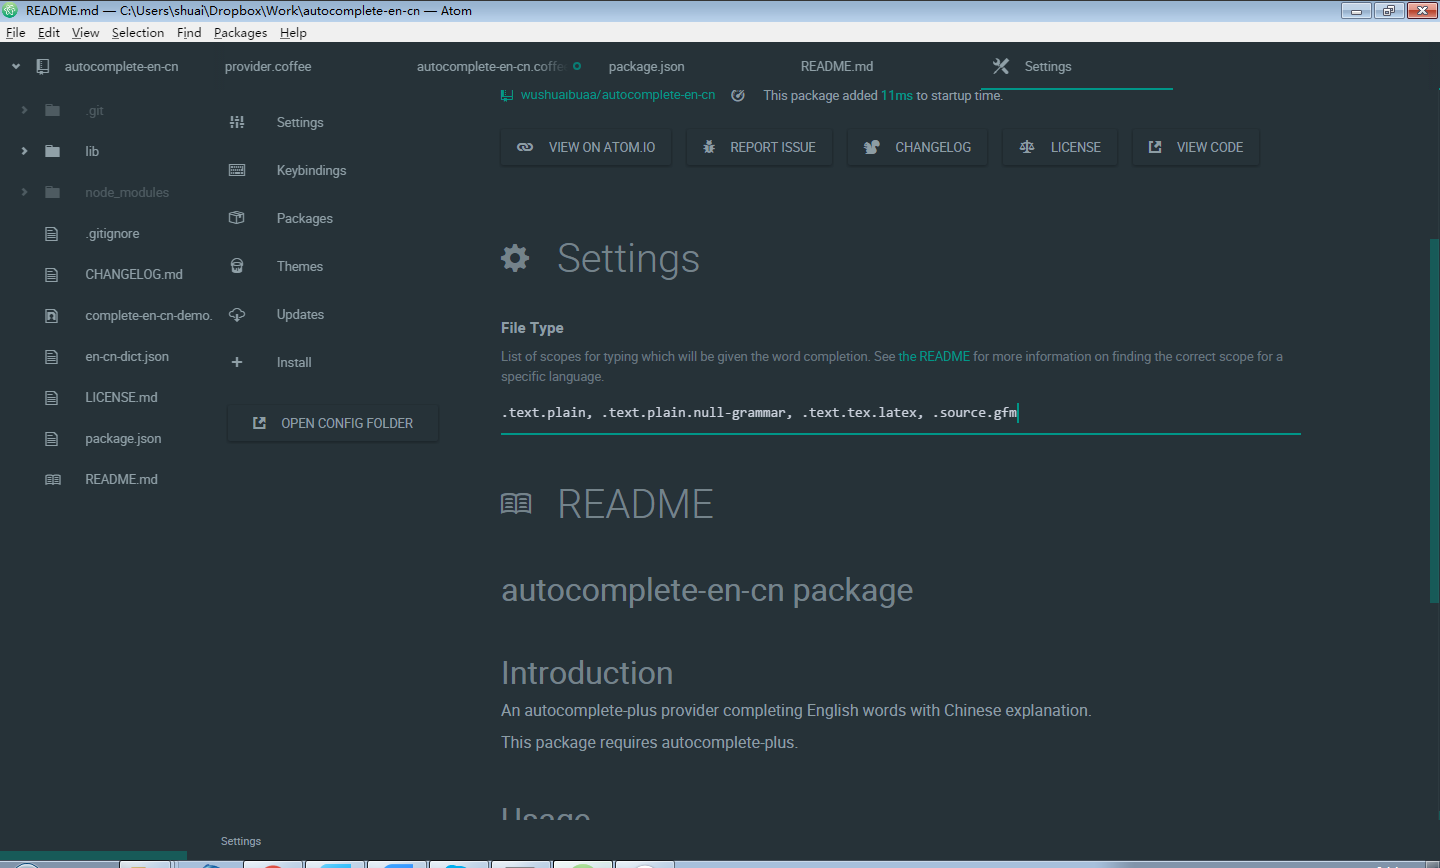 README.md — C:\Users\shuai\Dropbox\Work\autocomplete-en-cn — Atom
File Edit View Selection Find Packages Help
autocomplete-en-cn
provider.coffee
autocomplete-en-cn.coffee
package.json
README.md
Settings
.git
lib
node_modules
.gitignore
CHANGELOG.md
complete-en-cn-demo.
en-cn-dict.json
LICENSE.md
package.json
README.md
Settings
Keybindings
Packages
Themes
Updates
Install
OPEN CONFIG FOLDER
wushuaibuaa/autocomplete-en-cn
This package added 11ms to startup time.
VIEW ON ATOM.IO
REPORT ISSUE
CHANGELOG
LICENSE
VIEW CODE
Settings
File Type
List of scopes for typing which will be given the word completion. See the README for more information on finding the correct scope for a
specific language.
.text.plain, .text.plain.null-grammar, .text.tex.latex, .source.gfm
README
autocomplete-en-cn package
Introduction
An autocomplete-plus provider completing English words with Chinese explanation.
This package requires autocomplete-plus.
Usage
Settings